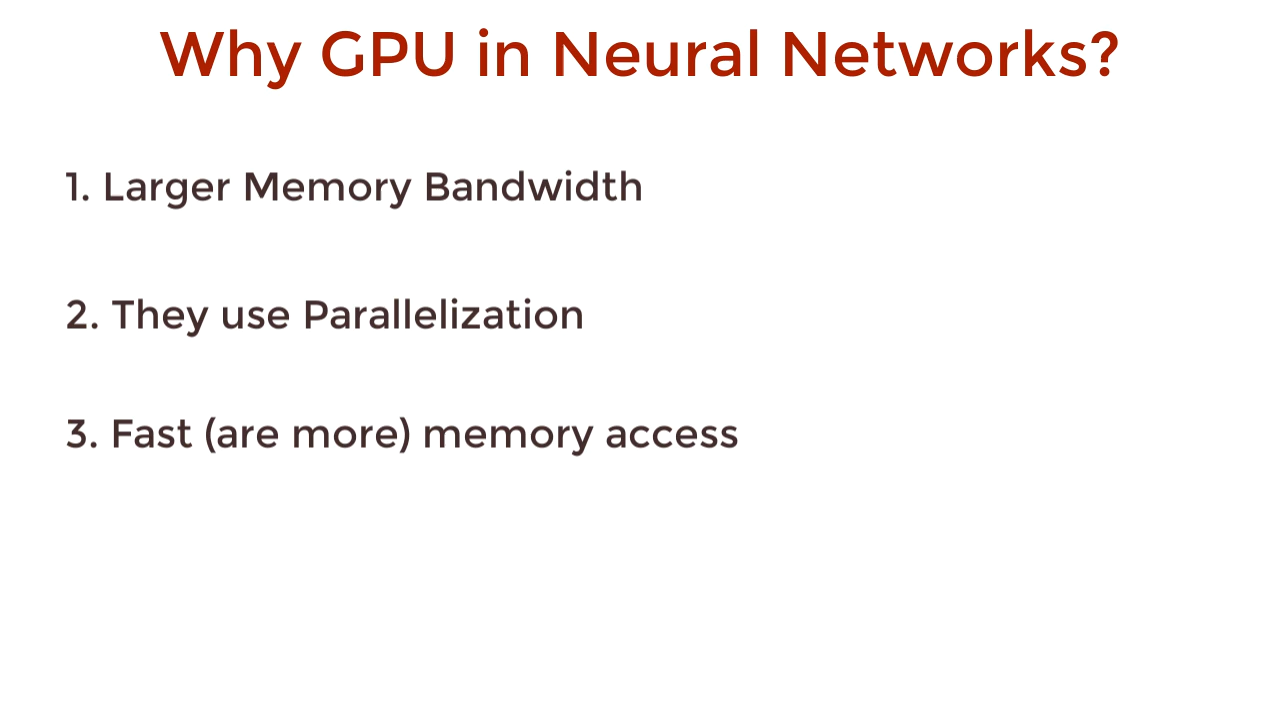 Why GPU in Neural Networks?
1. Larger Memory Bandwidth
2. They use Parallelization
3. Fast (are more) memory access